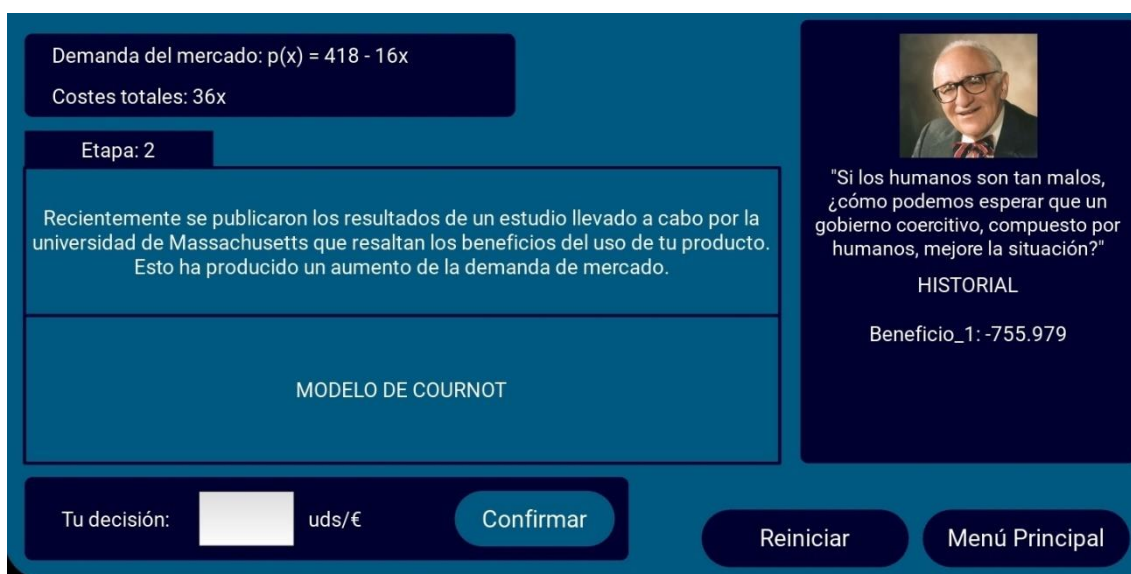 Demanda del mercado: p(x) = 418 - 16x
Costes totales: 36x
Etapa: 2
Recientemente se publicaron los resultados de un estudio llevado a cabo por la
universidad de Massachusetts que resaltan los beneficios del uso de tu producto.
Esto ha producido un aumento de la demanda de mercado.
MODELO DE COURNOT
Tu decisión:
uds/€
Confirmar
"Si los humanos son tan malos,
¿cómo podemos esperar que un
gobierno coercitivo, compuesto por
humanos, mejore la situación?"
HISTORIAL
Beneficio_1: -755.979
Reiniciar
Menú Principal